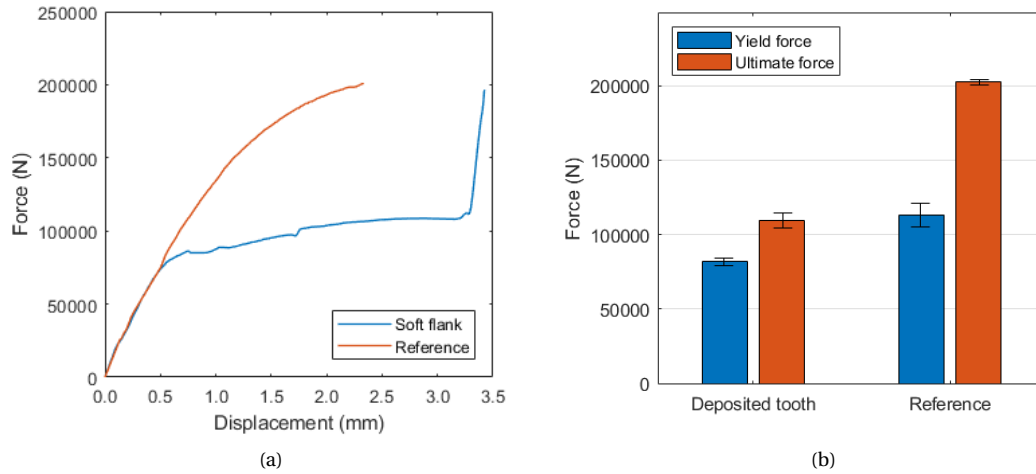 250000
200000
150000
100000
50000
0
Force (N)
0.0 0.5 1.0 1.5 2.0 2.5 3.0 3.5
Displacement (mm)
Soft flank
Reference
(a)
200000
150000
100000
50000
0
Force (N)
Yield force
Ultimate force
Deposited tooth Reference
(b)